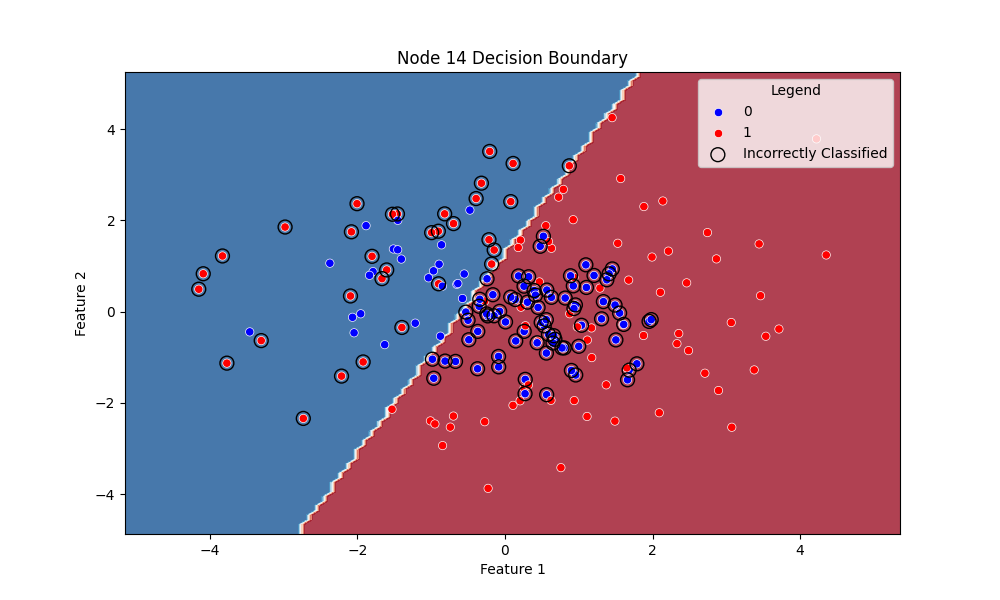 Node 14 Decision Boundary
Legend
0
1
Incorrectly Classified
Feature 2
4
2
0
−2
−4
−4
−2
0
2
4
Feature 1